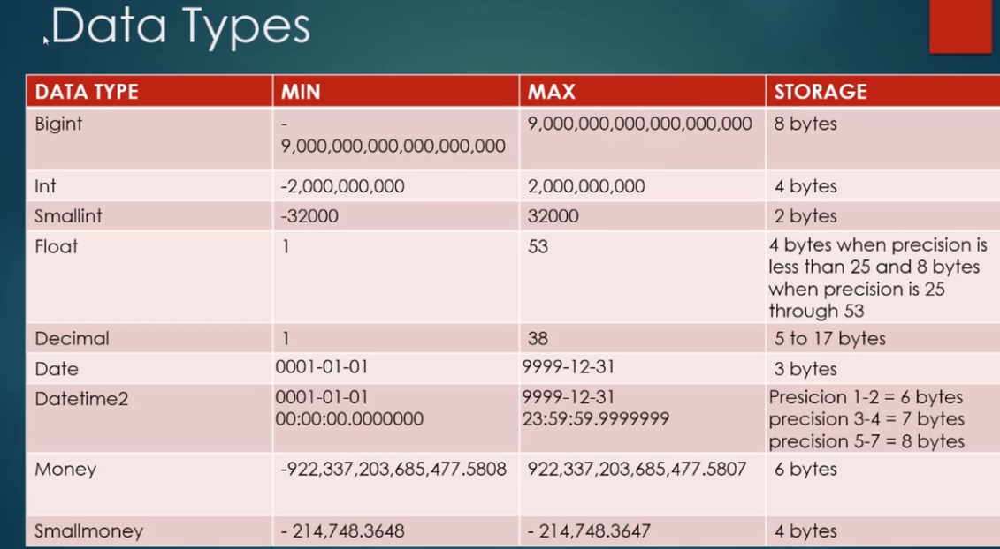 Data Types
DATA TYPE MIN MAX STORAGE
Bigint - 9,000,000,000,000,000,000 8 bytes
9,000,000,000,000,000,000
Int -2,000,000,000 2,000,000,000 4 bytes
Smallint -32000 32000 2 bytes
Float 1 53 4 bytes when precision is
less than 25 and 8 bytes
when precision is 25
through 53
Decimal 1 38 5 to 17 bytes
Date 0001-01-01 9999-12-31 3 bytes
Datetime2 0001-01-01 9999-12-31 Presicion 1-2 = 6 bytes
00:00:00.0000000 23:59:59.9999999 precision 3-4 = 7 bytes
precision 5-7 = 8 bytes
Money -922,337,203,685,477.5808 922,337,203,685,477.5807 6 bytes
Smallmoney - 214,748.3648 - 214,748.3647 4 bytes